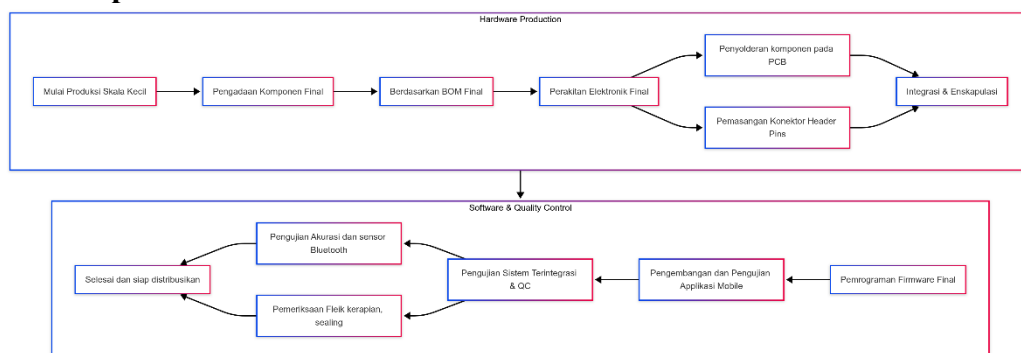 Hardware Production
Mulai Produksi Skala Kecil
Pengadaan Komponen Final
Berdasarkan BOM Final
Perakitan Elektronik Final
Penyolderan komponen pada
PCB
Pemasangan Konektor Header
Pins
Integrasi & Enskapulasi
Software & Quality Control
Pemrograman Firmware Final
Pengembangan dan Pengujian
Applikasi Mobile
Pengujian Sistem Terintegrasi
& QC
Pengujian Akurasi dan sensor
Bluetooth
Pemeriksaan Fleik kerapian,
sealing
Selesai dan siap distribusikan